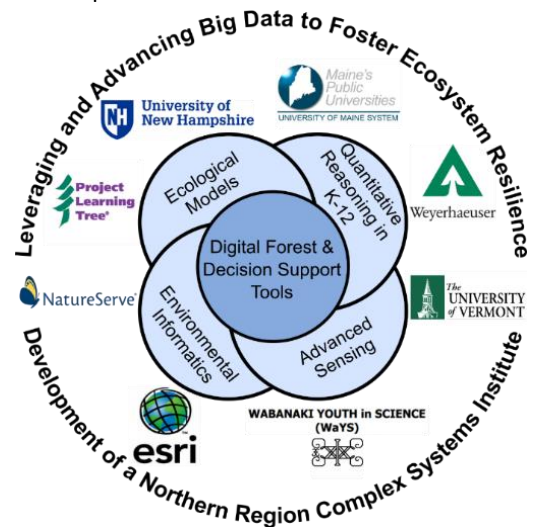 Leveraging and Advancing Big Data to Foster Ecosystem Resilience
Maine's
Public
Universities
UNIVERSITY OF MAINE SYSTEM
NH
University of
New Hampshire
Ecological
Models
Quantitative
Reasoning in
K-12
Project
Learning
Tree®
Weyerhaeuser
Digital Forest &
Decision Support
Tools
NatureServe®
The
UNIVERSITY
of VERMONT
Environmental
Informatics
Advanced
Sensing
esri
WABANAKI YOUTH in SCIENCE
(WaYS)
Development of a Northern Region Complex Systems Institute